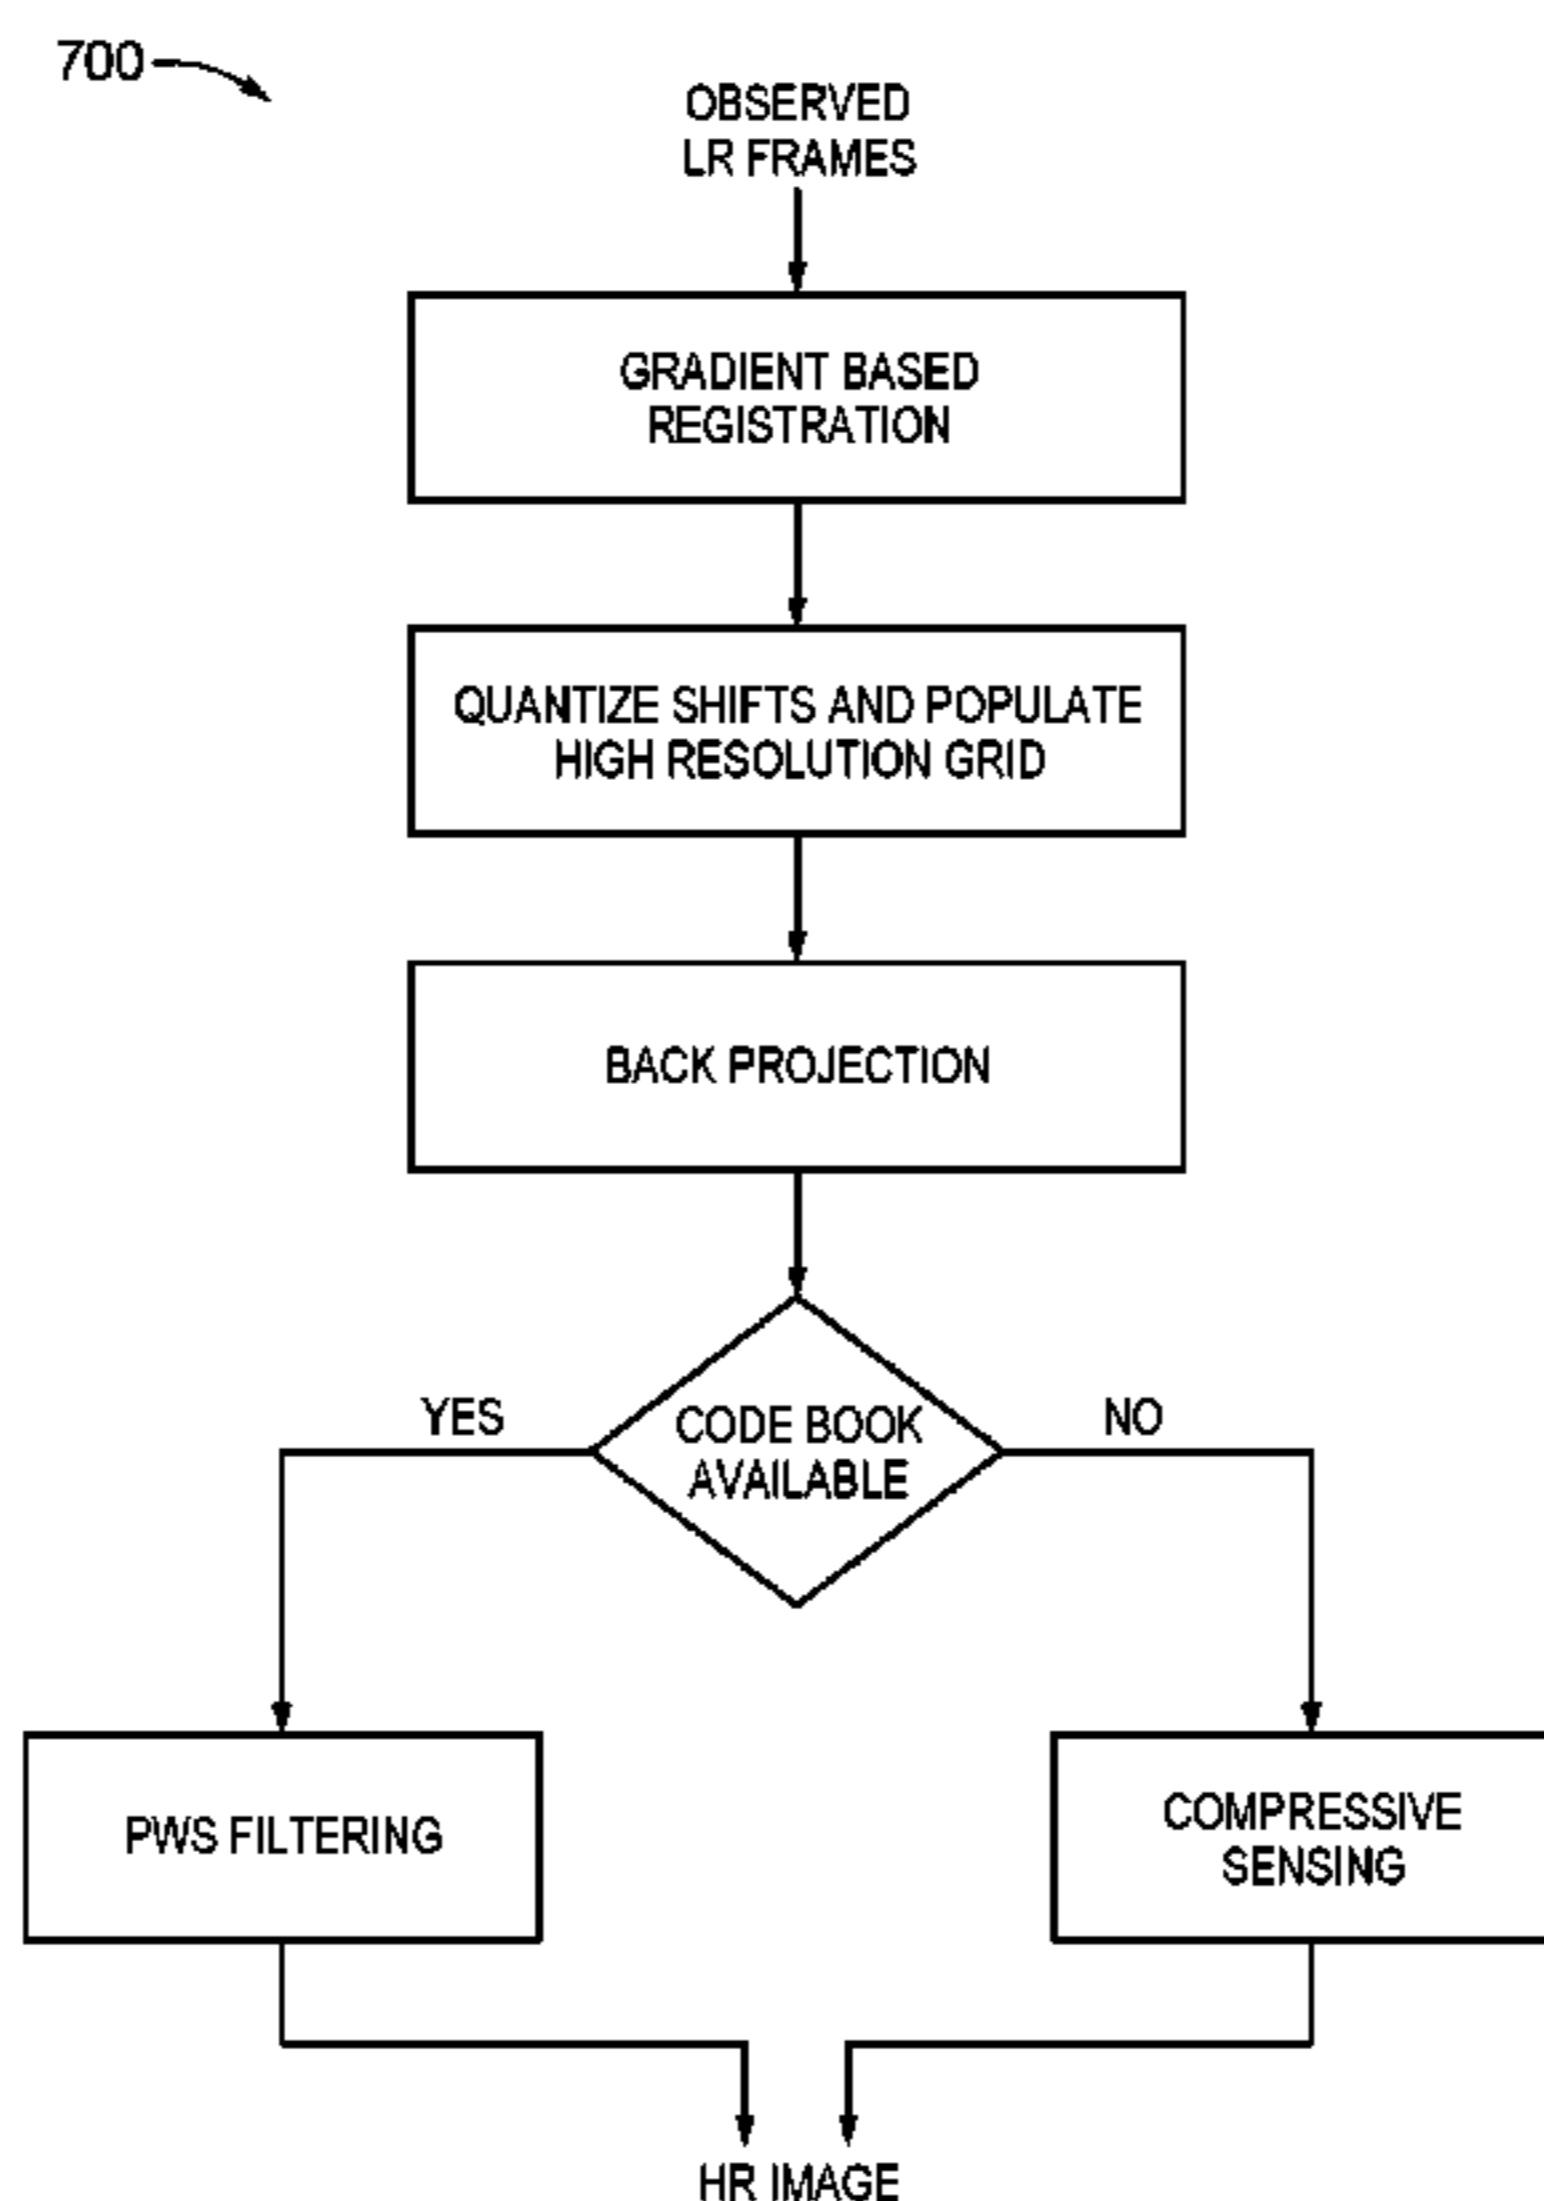 700
OBSERVED
LR FRAMES
GRADIENT BASED
REGISTRATION
QUANTIZE SHIFTS AND POPULATE
HIGH RESOLUTION GRID
BACK PROJECTION
YES
CODE BOOK
AVAILABLE
NO
PWS FILTERING
COMPRESSIVE
SENSING
HR IMAGE